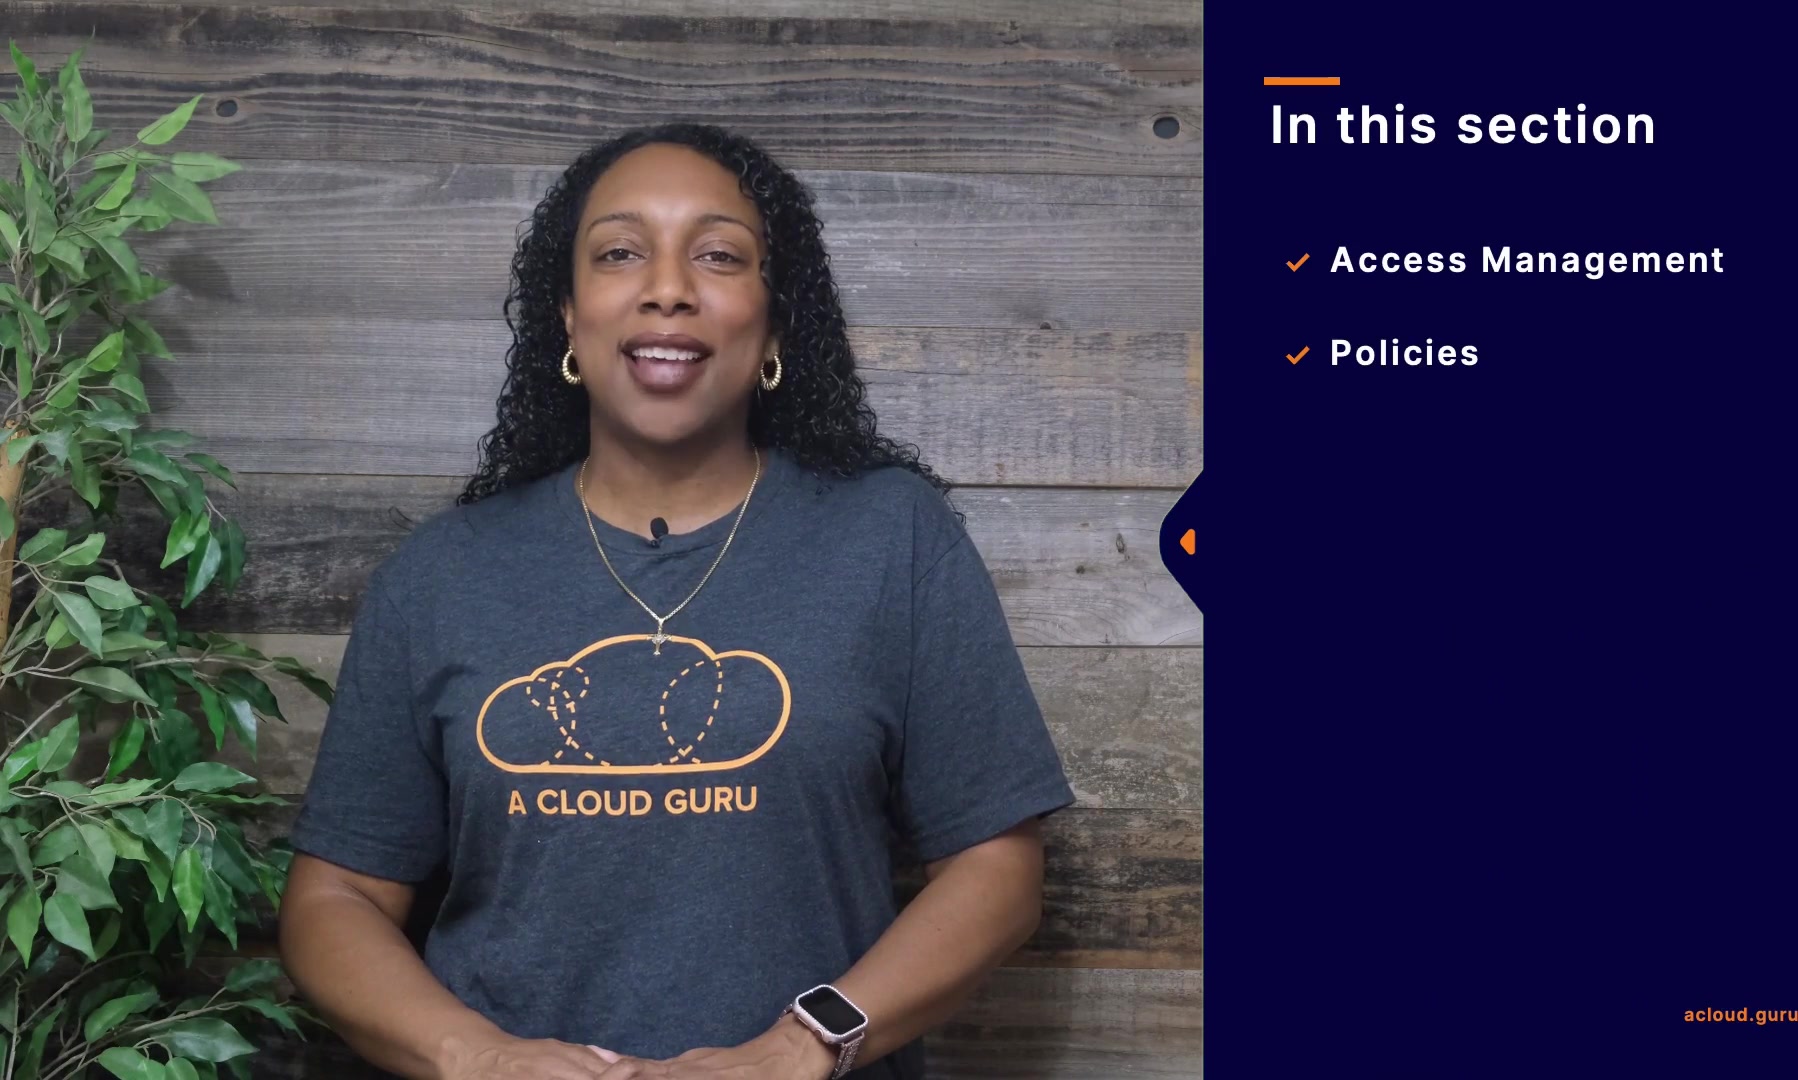 In this section
Access Management
Policies
A CLOUD GURU
acloud.guru